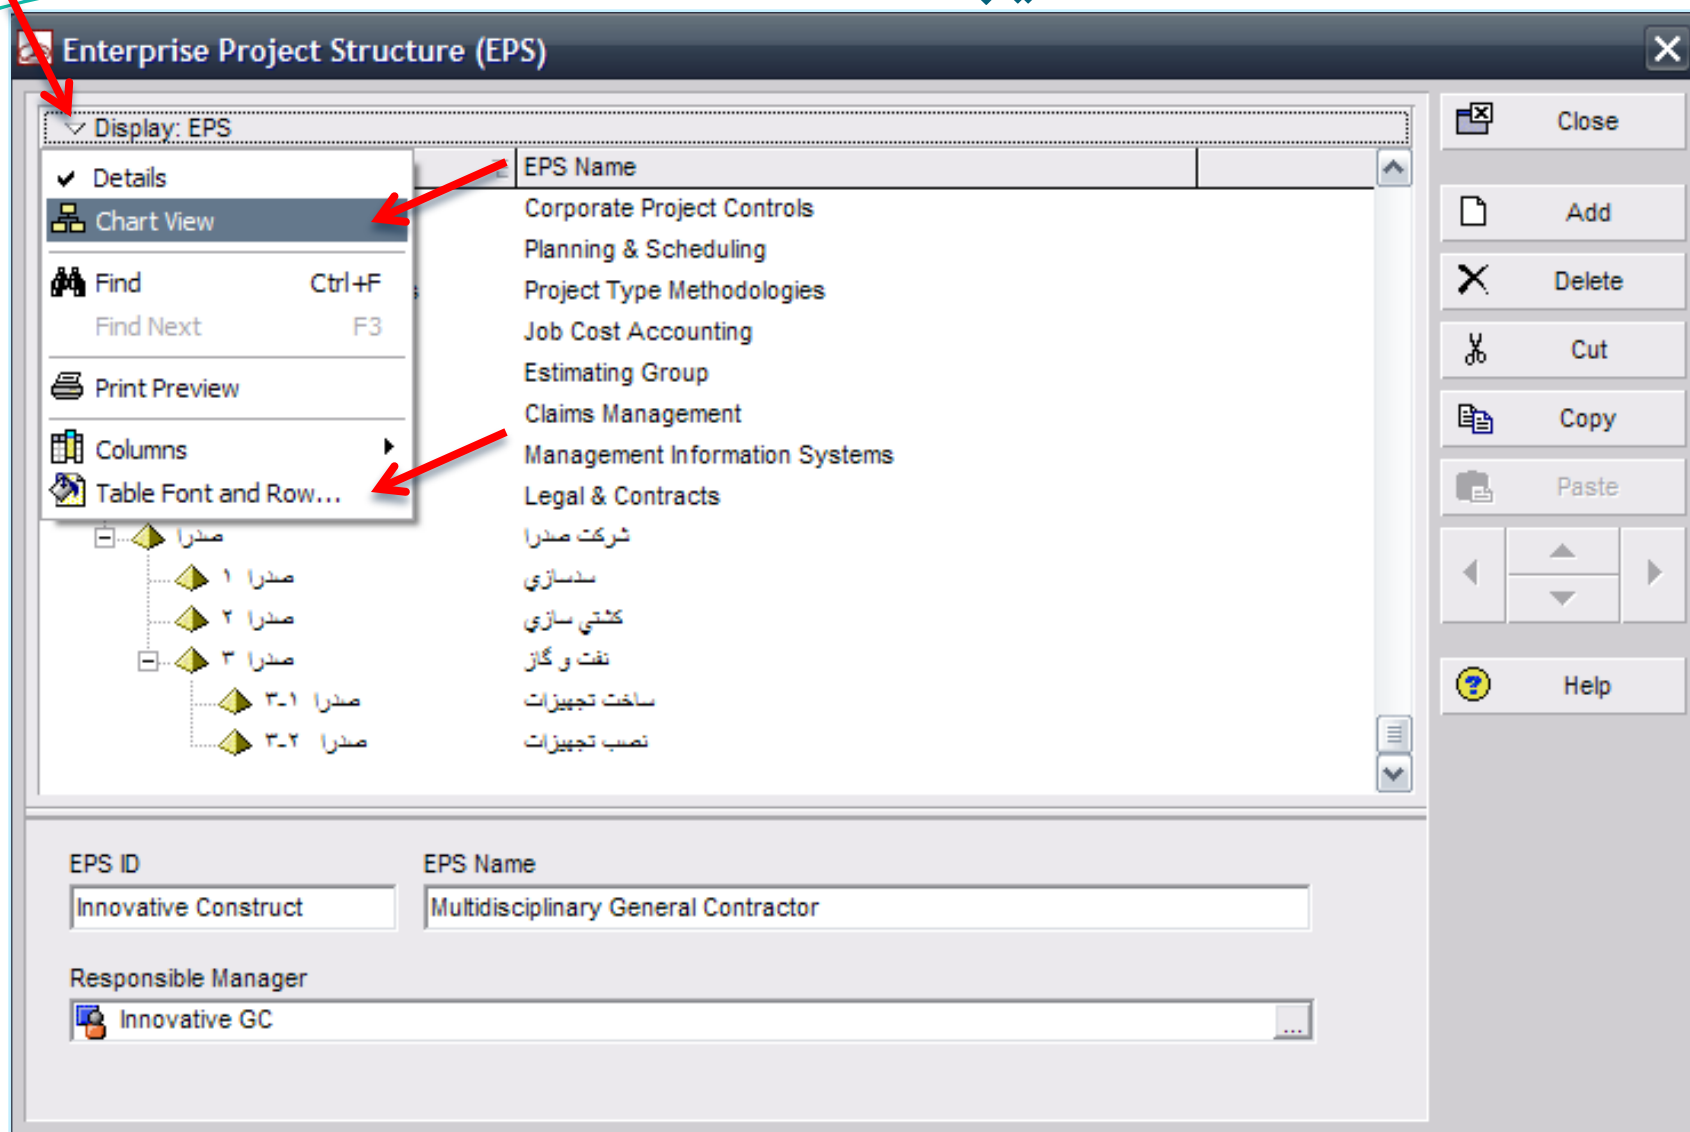 Enterprise Project Structure (EPS)
Display: EPS
Close
Details
EPS Name
Chart View
Corporate Project Controls
Add
Planning & Scheduling
Find Ctrl+F
Project Type Methodologies
Delete
Find Next F3
Job Cost Accounting
Cut
Print Preview
Estimating Group
Claims Management
Copy
Columns
Management Information Systems
Table Font and Row...
Legal & Contracts
Paste
صدرا شركت صدرا
صدرا ۱ سدسازي
صدرا ۲ كشتي سازي
صدرا ۳ نفت و گاز
صدرا ۳-۱ ساخت تجهيزات
Help
صدرا ۳-۲ نصب تجهيزات
EPS ID EPS Name
Innovative Construct Multidisciplinary General Contractor
Responsible Manager
Innovative GC
...